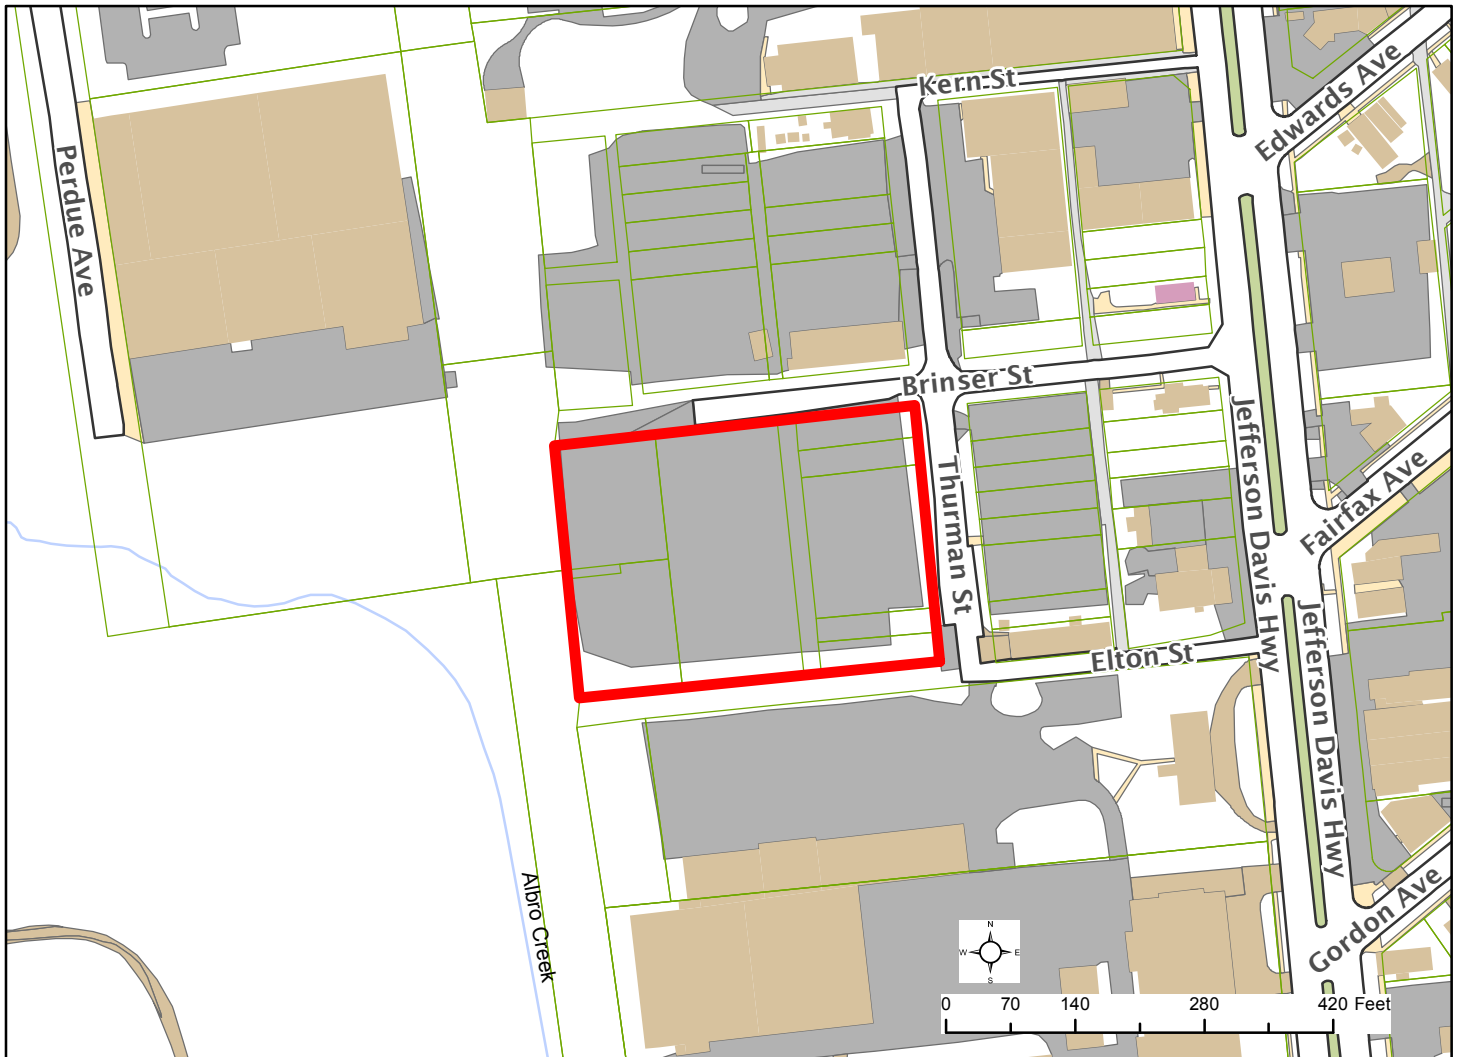 Kern St
Edwards Ave
Perdue Ave
Brinser St
Jefferson Davis Hwy
Fairfax Ave
Thurman St
Elton St
Jefferson Davis Hwy
Albro Creek
Gordon Ave
N
W E
S
0 70 140 280 420 Feet